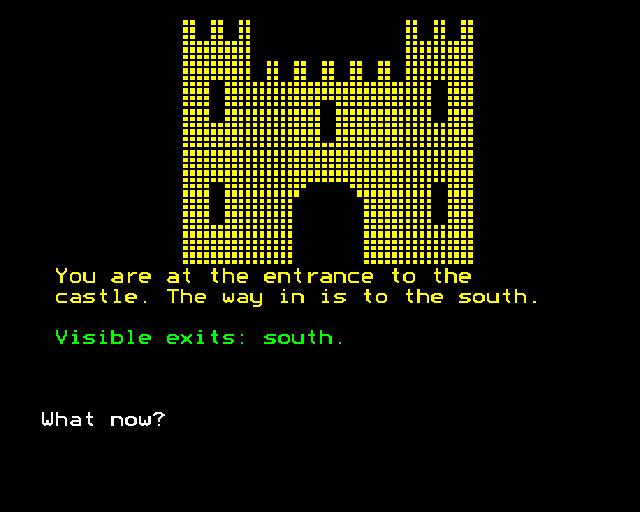 You are at the entrance to the
castle. The way in is to the south.
Visible exits: south.
What now?